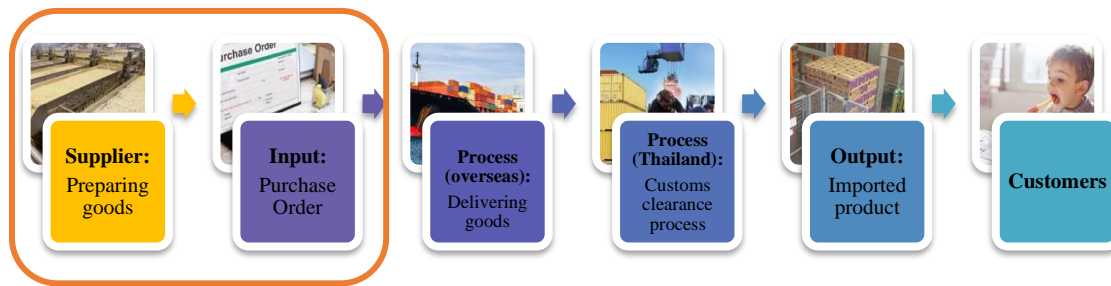 urchase Order
Supplier:
Preparing
goods
Input:
Purchase
Order
Process
(overseas):
Delivering
goods
Process
(Thailand):
Customs
clearance
process
Output:
Imported
product
Customers